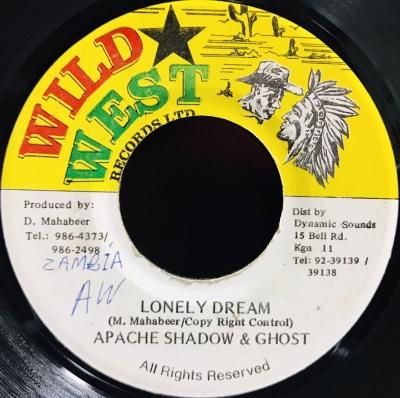 WILD
WEST
RECORDS LTD
Produced by:
D. Mahabeer
Tel.: 986-4373/
986-2498
ZAMBIA
AW
Dist by
Dynamic Sounds
15 Bell Rd.
Kgn 11
Tel: 92-39139 /
39138
LONELY DREAM
(M. Mahabeer/Copy Right Control)
APACHE SHADOW & GHOST
All Rights Reserved